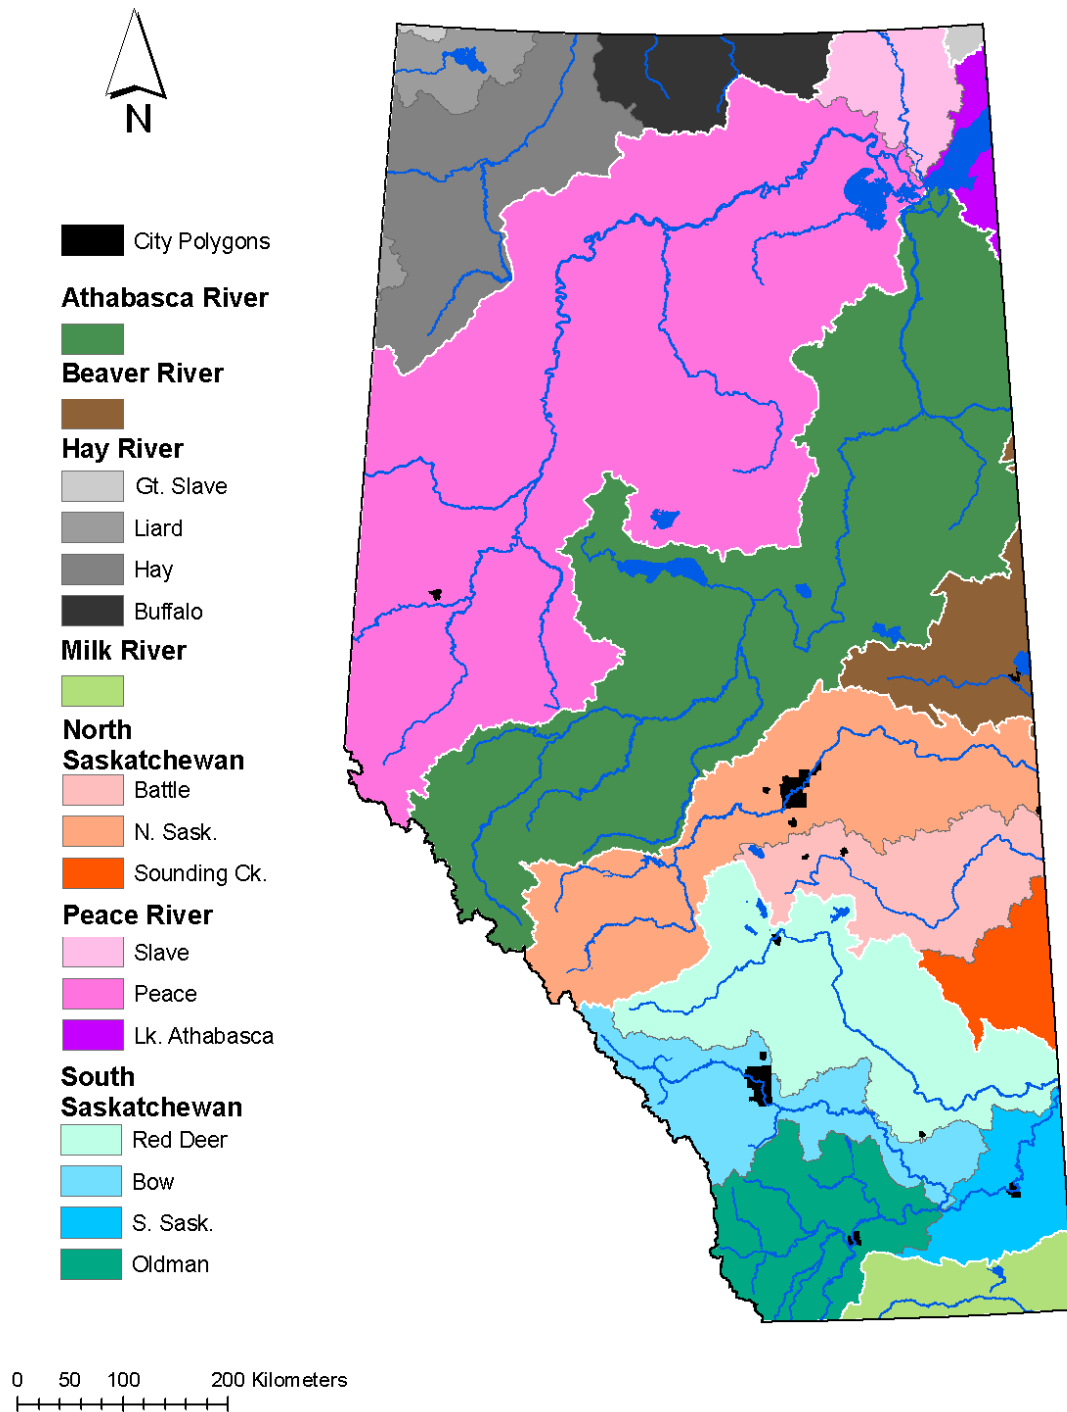 N
City Polygons
Athabasca River
Beaver River
Hay River
Gt. Slave
Liard
Hay
Buffalo
Milk River
North
Saskatchewan
Battle
N. Sask.
Sounding Ck.
Peace River
Slave
Peace
Lk. Athabasca
South
Saskatchewan
Red Deer
Bow
S. Sask.
Oldman
0 50 100 200 Kilometers